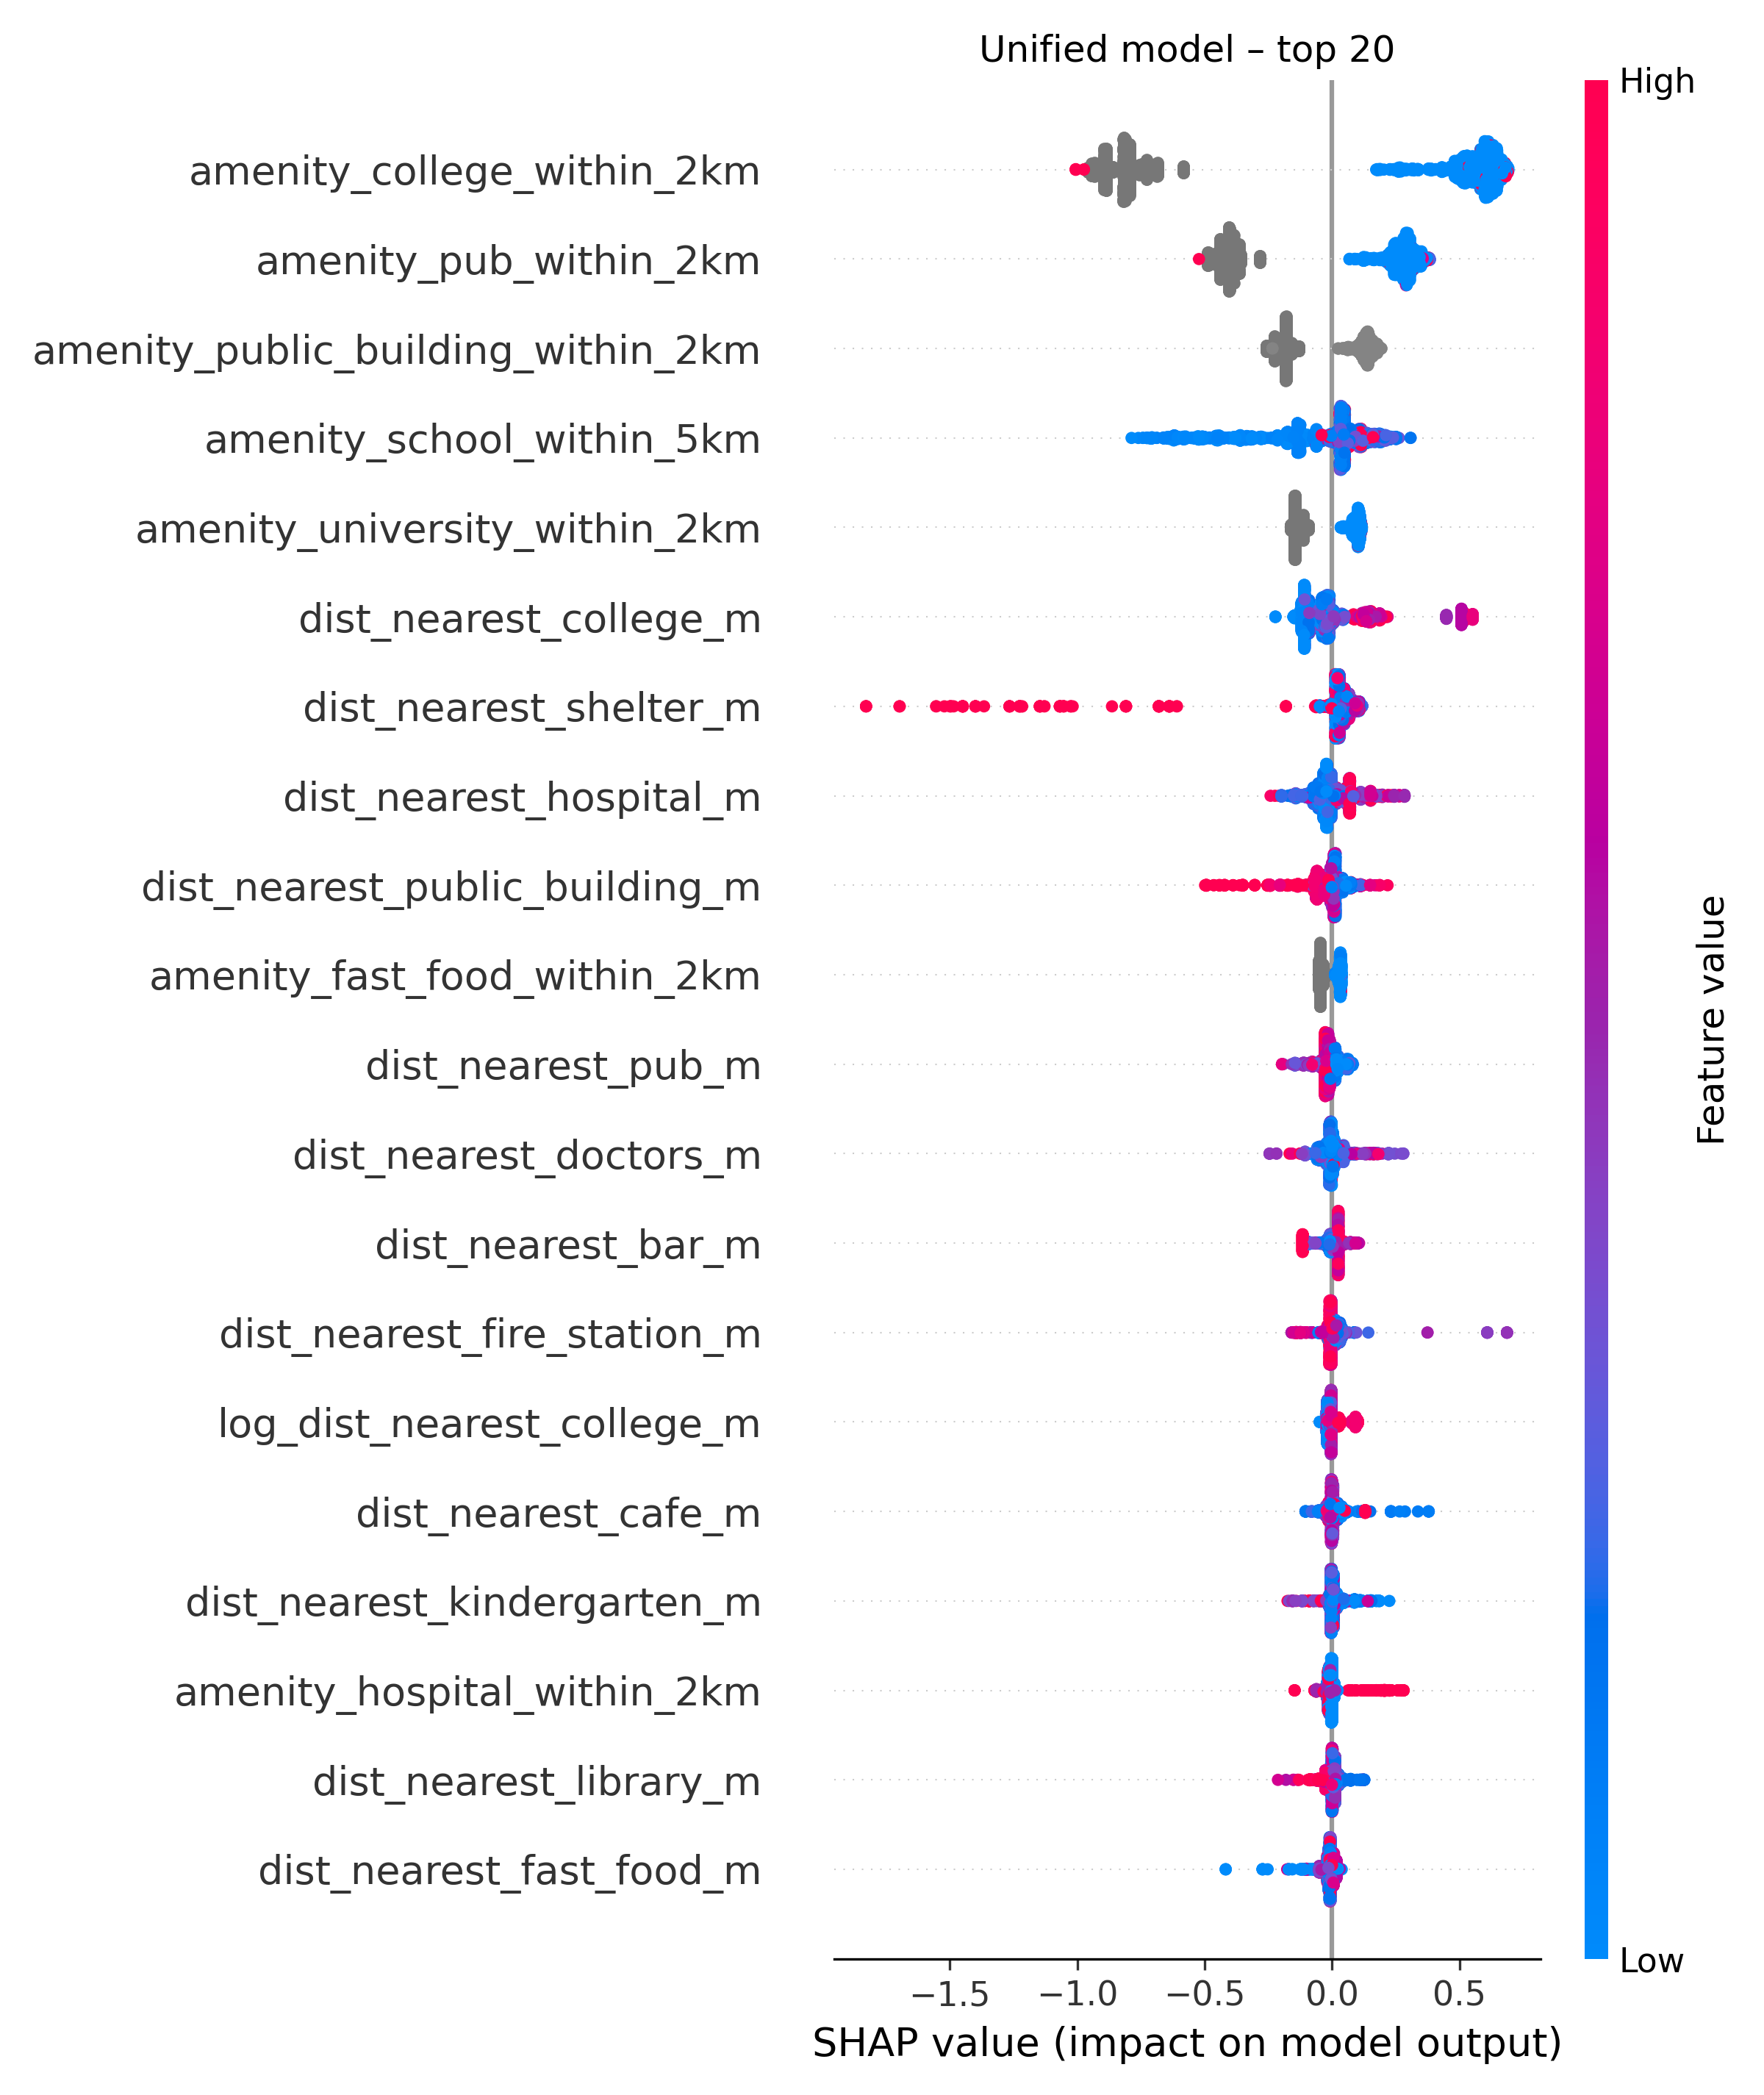 Unified model – top 20
High
amenity_college_within_2km
amenity_pub_within_2km
amenity_public_building_within_2km
amenity_school_within_5km
amenity_university_within_2km
dist_nearest_college_m
dist_nearest_shelter_m
dist_nearest_hospital_m
dist_nearest_public_building_m
amenity_fast_food_within_2km
dist_nearest_pub_m
dist_nearest_doctors_m
dist_nearest_bar_m
dist_nearest_fire_station_m
log_dist_nearest_college_m
dist_nearest_cafe_m
dist_nearest_kindergarten_m
amenity_hospital_within_2km
dist_nearest_library_m
dist_nearest_fast_food_m
Feature value
Low
−1.5 −1.0 −0.5 0.0 0.5
SHAP value (impact on model output)